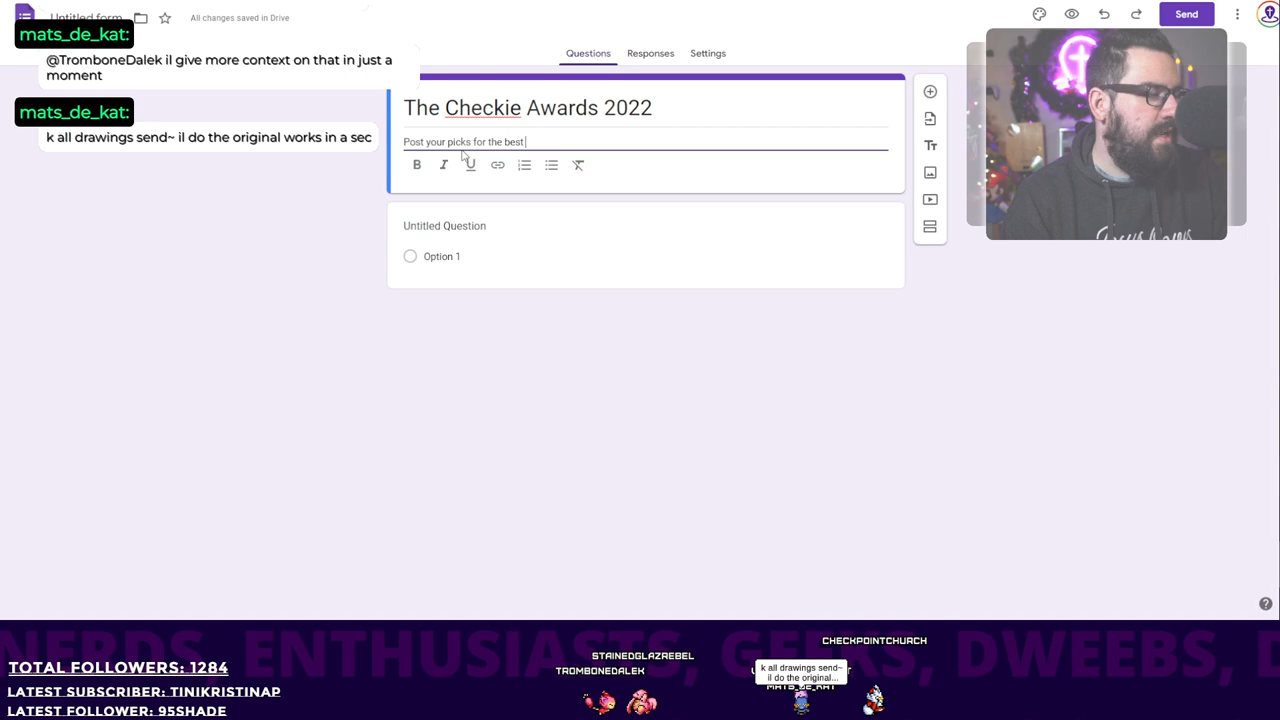 Untitled form
All changes saved in Drive
Send
mats_de_kat:
@TromboneDalek il give more context on that in just a
moment
mats_de_kat:
k all drawings send~ il do the original works in a sec
Questions
Responses
Settings
The Checkie Awards 2022
Post your picks for the best
B I U
Tt
Untitled Question
Option 1
NERDS, ENTHUSIASTS, GEEKS, DWEEBS,
TOTAL FOLLOWERS: 1284
LATEST SUBSCRIBER: TINIKRISTINAP
LATEST FOLLOWER: 95SHADE
CHECKPOINTCHURCH
STAINEDGLAZREBEL
TROMBONEDALEK
k all drawings send~
il do the original...
MATS_DE_KAT